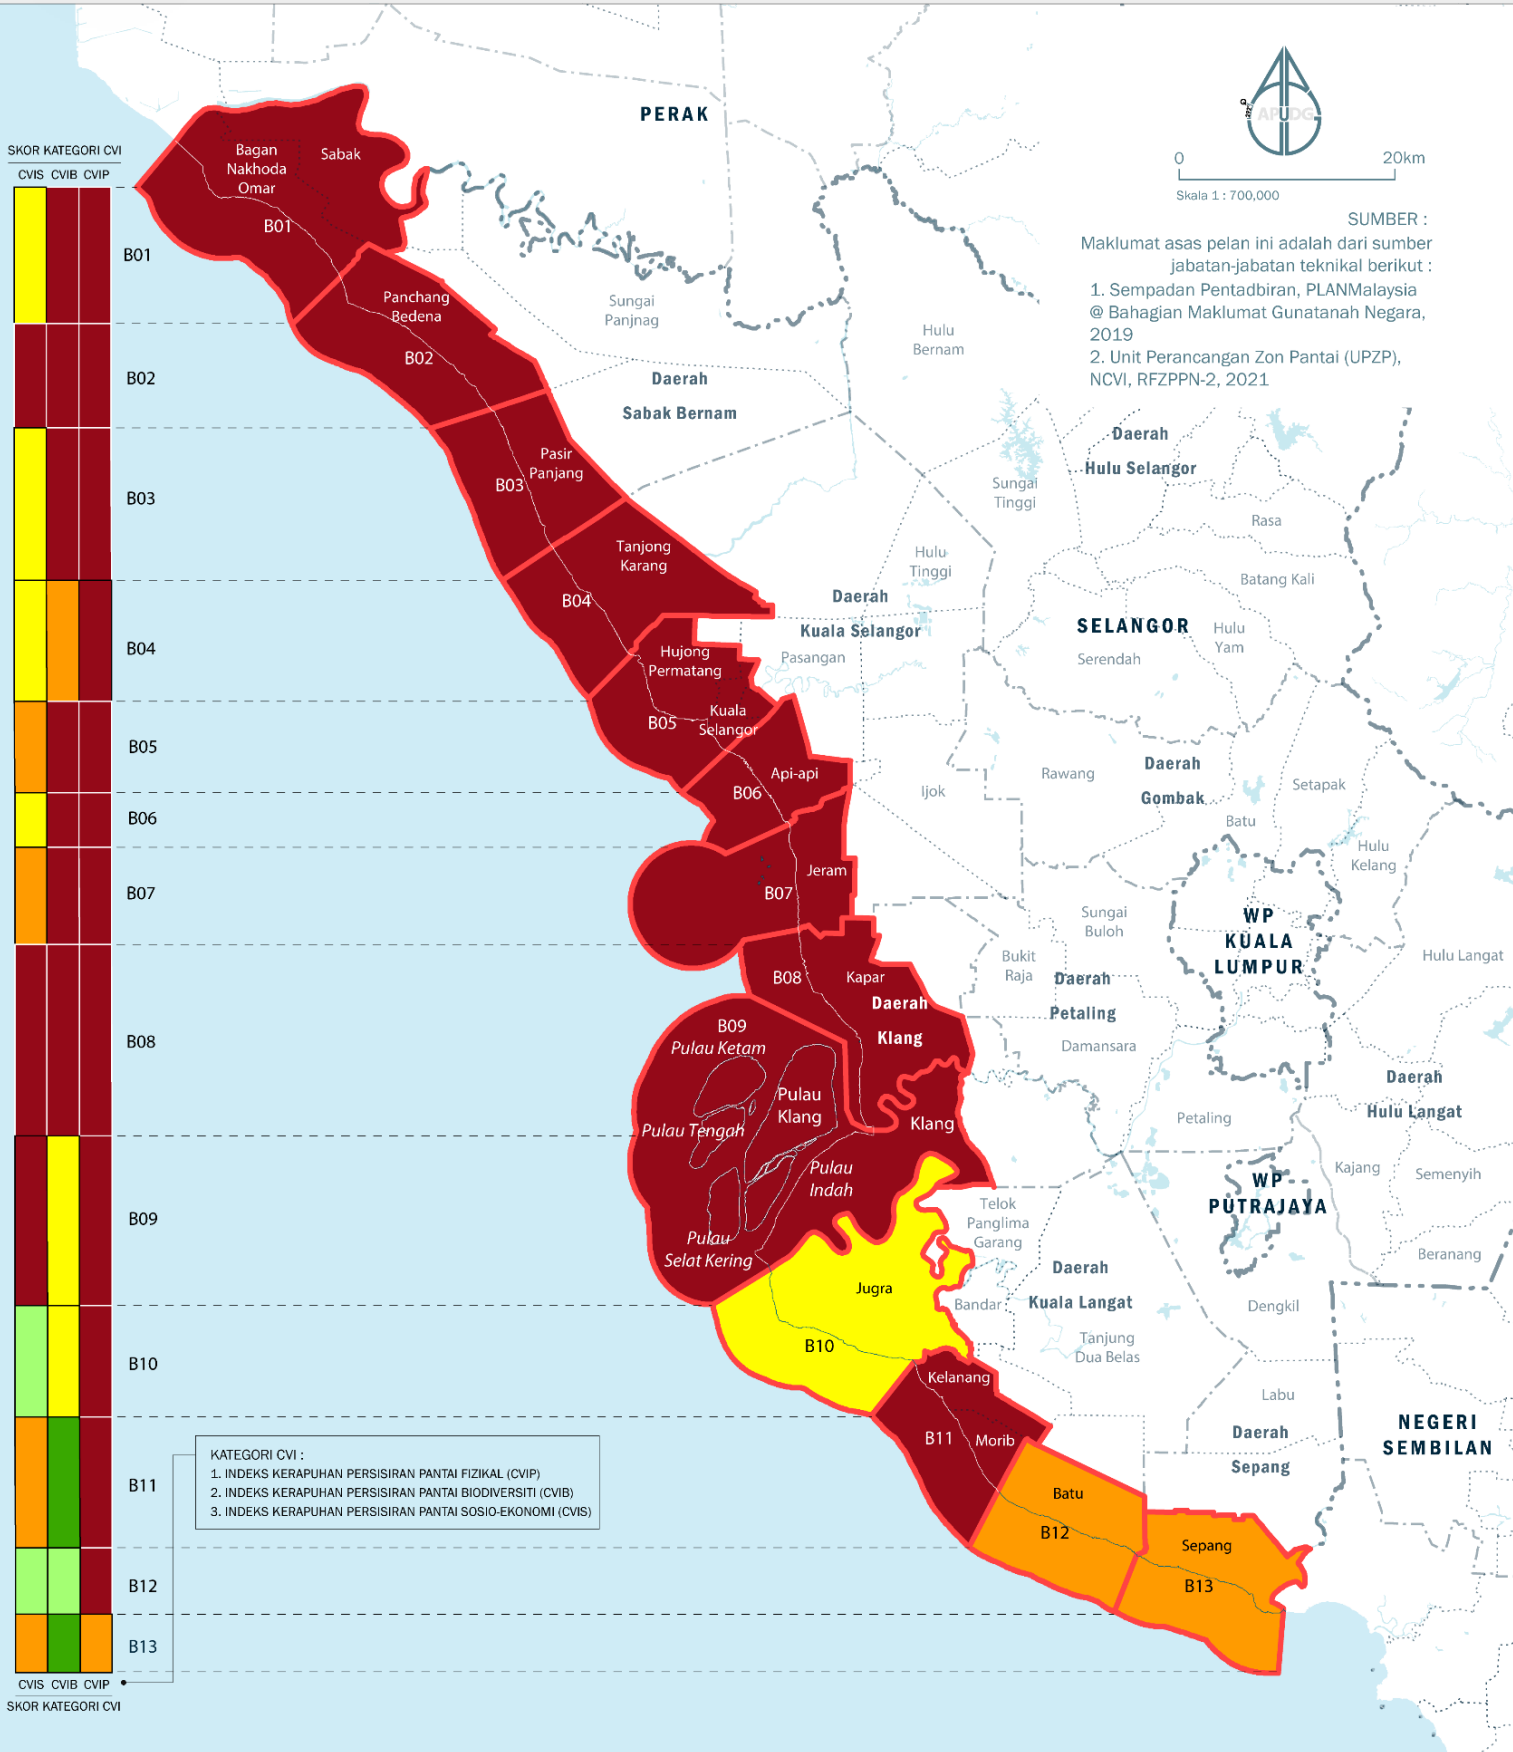 PERAK
APUDG
0
20km
Skala 1 : 700,000
SUMBER :
Maklumat asas pelan ini adalah dari sumber
jabatan-jabatan teknikal berikut :
1. Sempadan Pentadbiran, PLANMalaysia
@ Bahagian Maklumat Gunatanah Negara,
2019
2. Unit Perancangan Zon Pantai (UPZP),
NCVI, RFZPPN-2, 2021
SKOR KATEGORI CVI
CVIS CVIB CVIP
B01
B02
B03
B04
B05
B06
B07
B08
B09
B10
B11
B12
B13
CVIS CVIB CVIP
SKOR KATEGORI CVI
KATEGORI CVI :
1. INDEKS KERAPUHAN PERSISIRAN PANTAI FIZIKAL (CVIP)
2. INDEKS KERAPUHAN PERSISIRAN PANTAI BIODIVERSITI (CVIB)
3. INDEKS KERAPUHAN PERSISIRAN PANTAI SOSIO-EKONOMI (CVIS)
Bagan
Nakhoda
Omar
Sabak
B01
Panchang
Bedena
B02
Pasir
Panjang
B03
Tanjong
Karang
B04
Hujong
Permatang
Kuala
Selangor
B05
Api-api
B06
Jeram
B07
B08
Kapar
Daerah
Klang
B09
Pulau Ketam
Pulau
Klang
Pulau Tengah
Klang
Pulau
Indah
Pulau
Selat Kering
Jugra
B10
Kelanang
B11
Morib
Batu
B12
Sepang
B13
Sungai
Panjnag
Hulu
Bernam
Daerah
Sabak Bernam
Daerah
Hulu Selangor
Sungai
Tinggi
Rasa
Hulu
Tinggi
Batang Kali
Daerah
Kuala Selangor
Pasangan
SELANGOR
Hulu
Yam
Serendah
Ijok
Rawang
Daerah
Gombak
Setapak
Batu
Hulu
Kelang
Sungai
Buloh
Bukit
Raja
Daerah
Petaling
Damansara
WP
KUALA
LUMPUR
Hulu Langat
Daerah
Hulu Langat
Petaling
Kajang
Semenyih
WP
PUTRAJAYA
Beranang
Telok
Panglima
Garang
Daerah
Kuala Langat
Bandar
Dengkil
Tanjung
Dua Belas
Labu
Daerah
Sepang
NEGERI
SEMBILAN